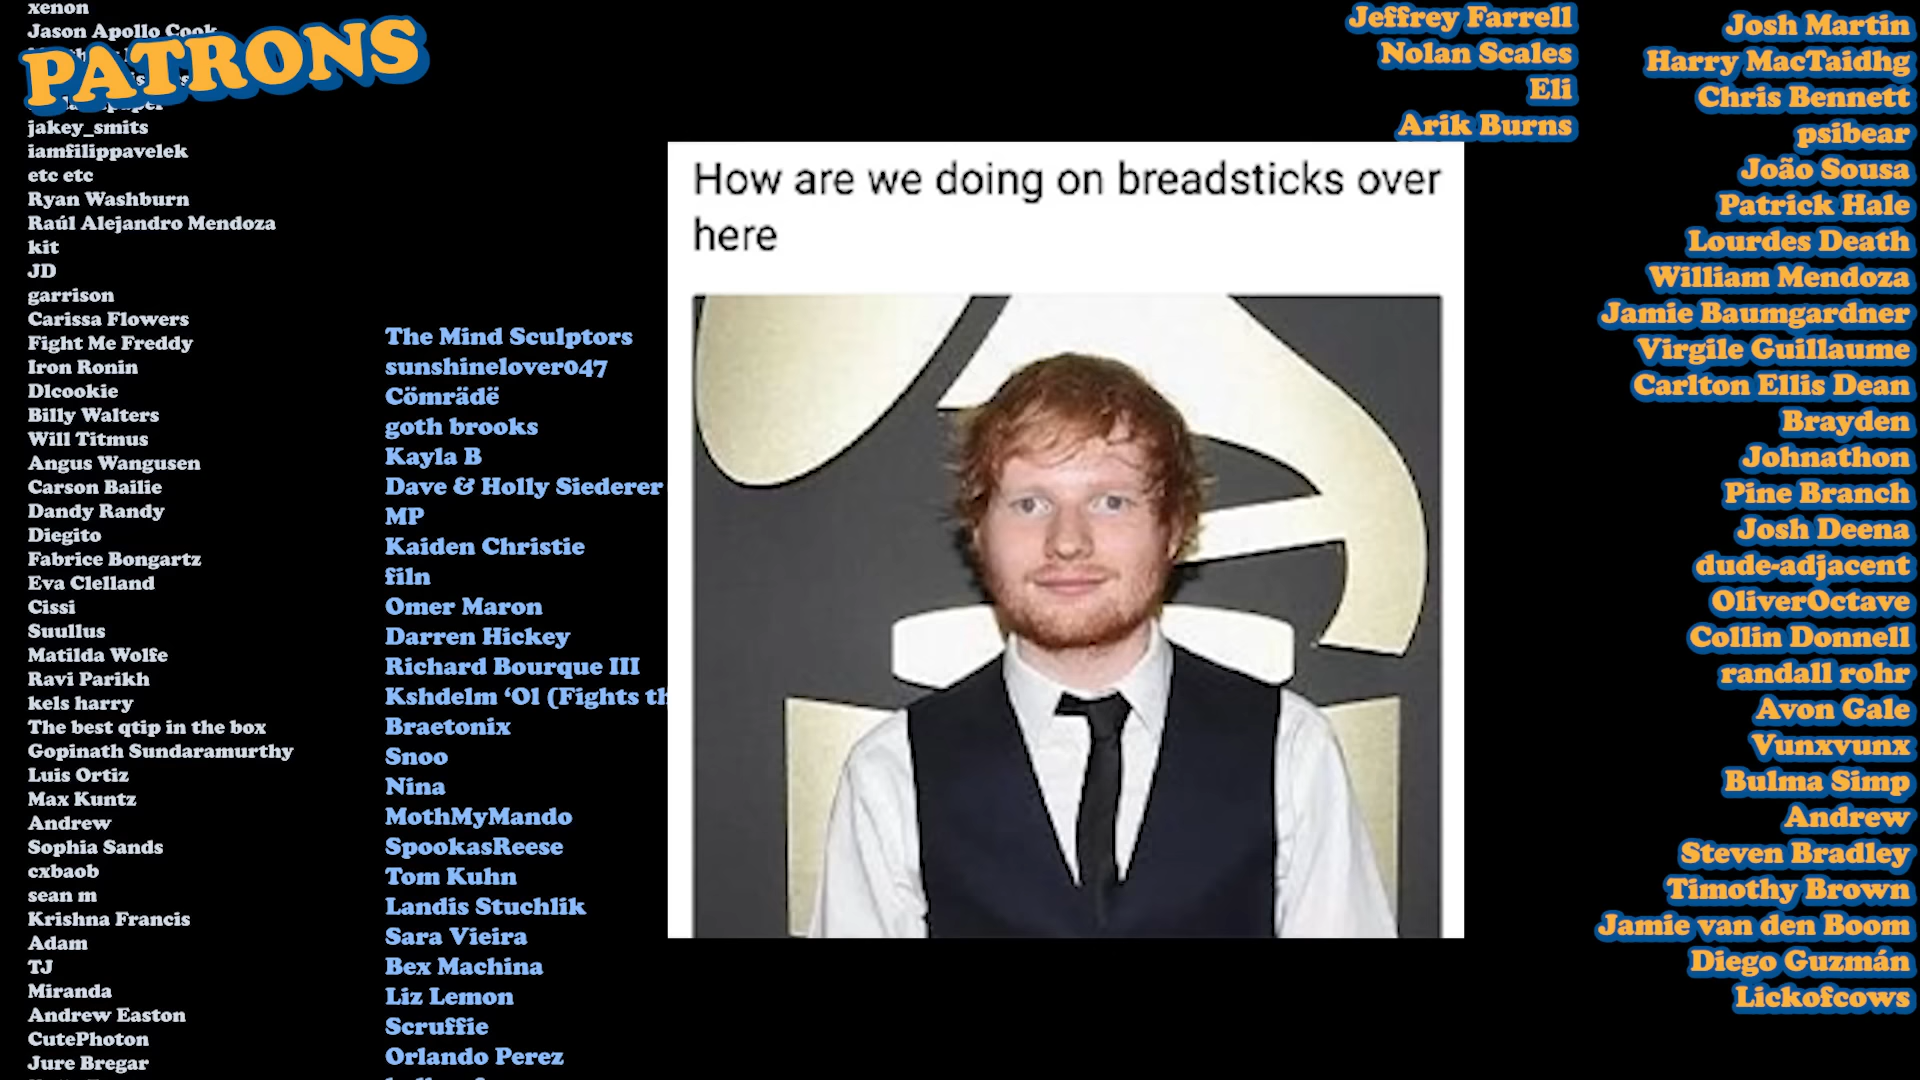 PATRONS
xenon
Jason Apollo Cook
jakey_smits
iamfilippavelek
etc etc
Ryan Washburn
Raúl Alejandro Mendoza
kit
JD
garrison
Carissa Flowers
Fight Me Freddy
Iron Ronin
Dlcookie
Billy Walters
Will Titmus
Angus Wangusen
Carson Bailie
Dandy Randy
Diegito
Fabrice Bongartz
Eva Clelland
Cissi
Suullus
Matilda Wolfe
Ravi Parikh
kels harry
The best qtip in the box
Gopinath Sundaramurthy
Luis Ortiz
Max Kuntz
Andrew
Sophia Sands
cxbaob
sean m
Krishna Francis
Adam
TJ
Miranda
Andrew Easton
CutePhoton
Jure Bregar
The Mind Sculptors
sunshinelover047
Cömrädë
goth brooks
Kayla B
Dave & Holly Siederer
MP
Kaiden Christie
filn
Omer Maron
Darren Hickey
Richard Bourque III
Kshdelm ‘Ol (Fights th
Braetonix
Snoo
Nina
MothMyMando
SpookasReese
Tom Kuhn
Landis Stuchlik
Sara Vieira
Bex Machina
Liz Lemon
Scruffie
Orlando Perez
How are we doing on breadsticks over
here
Jeffrey Farrell
Nolan Scales
Eli
Arik Burns
Josh Martin
Harry MacTaidhg
Chris Bennett
psibear
João Sousa
Patrick Hale
Lourdes Death
William Mendoza
Jamie Baumgardner
Virgile Guillaume
Carlton Ellis Dean
Brayden
Johnathon
Pine Branch
Josh Deena
dude-adjacent
OliverOctave
Collin Donnell
randall rohr
Avon Gale
Vunxvunx
Bulma Simp
Andrew
Steven Bradley
Timothy Brown
Jamie van den Boom
Diego Guzmán
Lickofcows